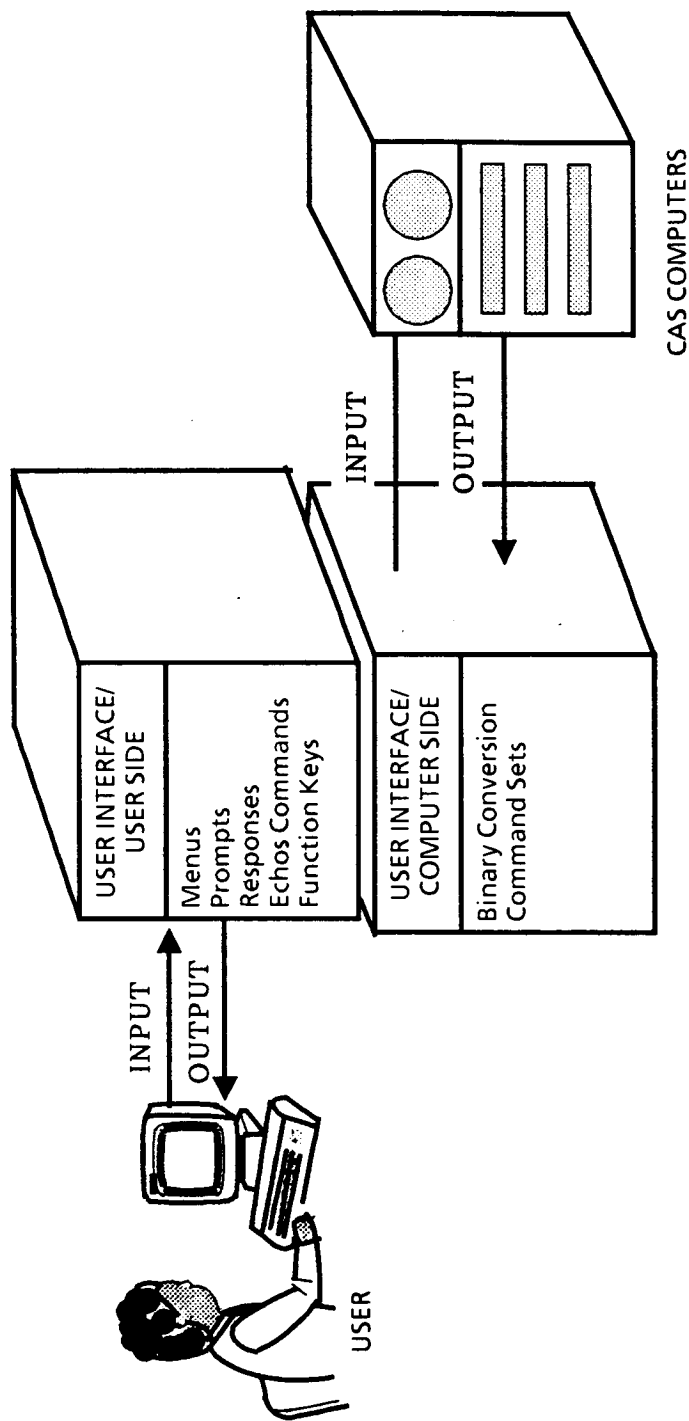 USER
INPUT
OUTPUT
USER INTERFACE/
USER SIDE
Menus
Prompts
Responses
Echos Commands
Function Keys
USER INTERFACE/
COMPUTER SIDE
Binary Conversion
Command Sets
INPUT
OUTPUT
CAS COMPUTERS